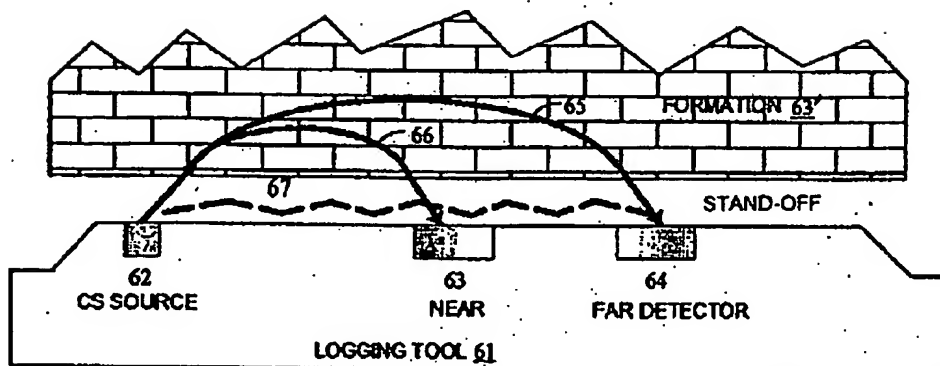 65
FORMATION 63'
66
67
STAND-OFF
62
CS SOURCE
63
NEAR
64
FAR DETECTOR
LOGGING TOOL 61